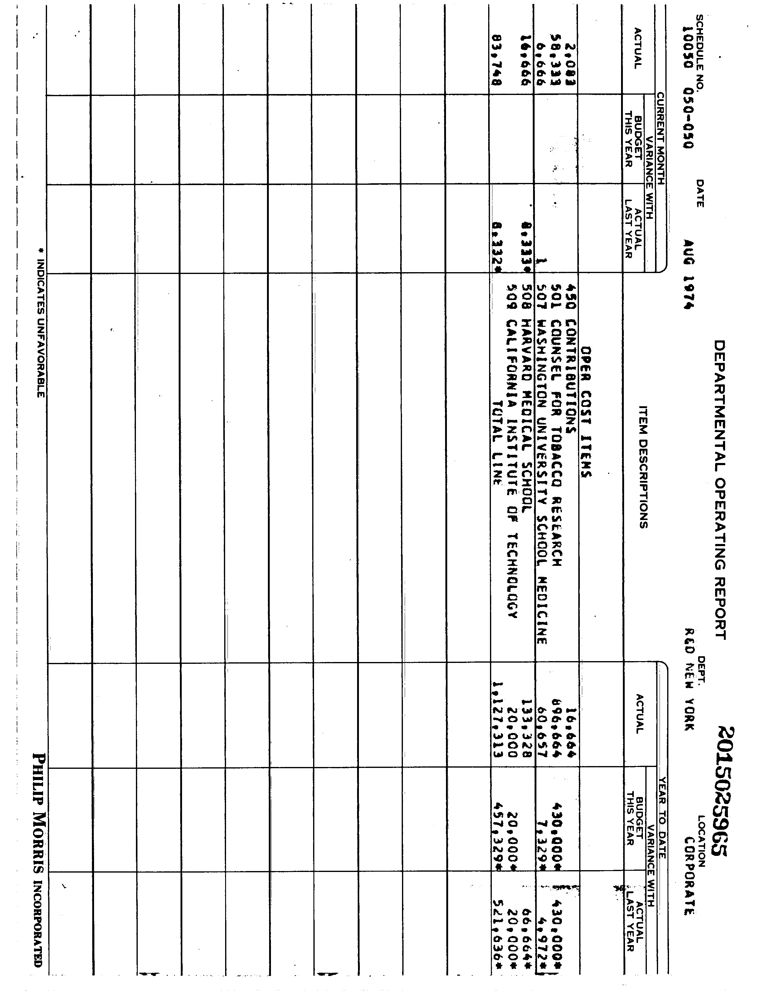 DEPARTMENTAL OPERATING REPORT
2015025965
SCHEDULE NO. DATE DEPT. LOCATION
10050 050-050 AUG 1974 R&D NEW YORK CORPORATE
CURRENT MONTH YEAR TO DATE
VARIANCE WITH VARIANCE WITH
ACTUAL BUDGET THIS YEAR ACTUAL LAST YEAR ITEM DESCRIPTIONS ACTUAL BUDGET THIS YEAR ACTUAL LAST YEAR
OPER COST ITEMS
2,083 450 CONTRIBUTIONS 16,664
58,333 501 COUNSEL FOR TOBACCO RESEARCH 896,664 430,000* 430,000*
6,666 1 507 WASHINGTON UNIVERSITY SCHOOL MEDICINE 60,657 7,329* 4,972*
16,666 8,333* 508 HARVARD MEDICAL SCHOOL 133,328 66,664*
509 CALIFORNIA INSTITUTE OF TECHNOLOGY 20,000 20,000* 20,000*
83,748 8,332* TOTAL LINE 1,127,313 457,329* 521,636*
* INDICATES UNFAVORABLE
PHILIP MORRIS INCORPORATED